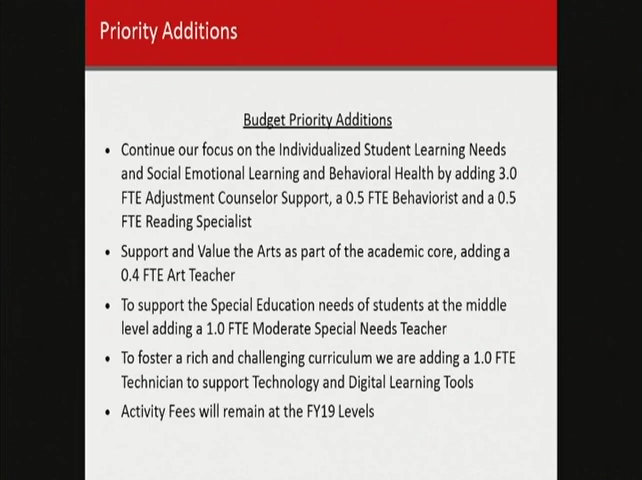 Priority Additions
Budget Priority Additions
• Continue our focus on the Individualized Student Learning Needs
and Social Emotional Learning and Behavioral Health by adding 3.0
FTE Adjustment Counselor Support, a 0.5 FTE Behaviorist and a 0.5
FTE Reading Specialist
• Support and Value the Arts as part of the academic core, adding a
0.4 FTE Art Teacher
• To support the Special Education needs of students at the middle
level adding a 1.0 FTE Moderate Special Needs Teacher
• To foster a rich and challenging curriculum we are adding a 1.0 FTE
Technician to support Technology and Digital Learning Tools
• Activity Fees will remain at the FY19 Levels